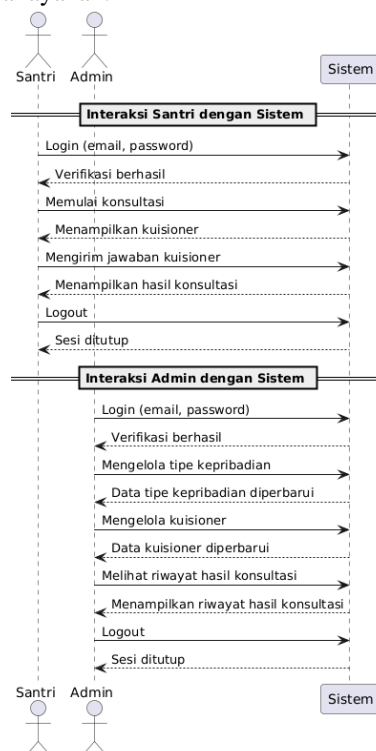 Santri Admin Sistem
Interaksi Santri dengan Sistem
Login (email, password)
Verifikasi berhasil
Memulai konsultasi
Menampilkan kuisioner
Mengirim jawaban kuisioner
Menampilkan hasil konsultasi
Logout
Sesi ditutup
Interaksi Admin dengan Sistem
Login (email, password)
Verifikasi berhasil
Mengelola tipe kepribadian
Data tipe kepribadian diperbarui
Mengelola kuisioner
Data kuisioner diperbarui
Melihat riwayat hasil konsultasi
Menampilkan riwayat hasil konsultasi
Logout
Sesi ditutup
Santri Admin Sistem